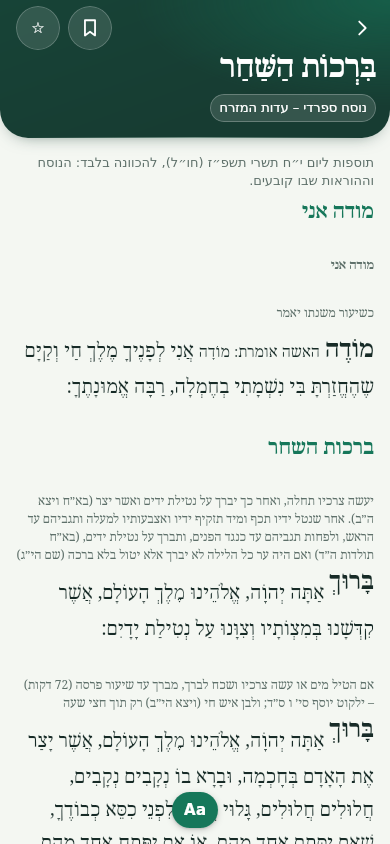 בִּרְכוֹת הַשַּׁחַר
נוסח ספרדי – עדות המזרח
תוספות ליום י״ח תשרי תשפ״ז (חו״ל), להכוונה בלבד: הנוסח
וההוראות שבו קובעים.
מודה אני
מודה אני
כשיעור משנתו יאמר
מוֹדֶה האשה אומרת: מוֹדָה אֲנִי לְפָנֶיךָ מֶלֶךְ חַי וְקַיָּם
שֶׁהֶחֱזַרְתָּ בִּי נִשְׁמָתִי בְחֶמְלָה, רַבָּה אֱמוּנָתֶךָ:
ברכות השחר
יעשה צרכיו תחלה, ואחר כך יברך על נטילת ידים ואשר יצר (בא״ח ויצא
ה״ב). אחר שנטל ידיו תכף ומיד תזקיף ידיו ואצבעותיו למעלה ותגביהם עד
הראש, ולפחות תגביהם עד כנגד הפנים, ותברך על נטילת ידים, (בא״ח
תולדות ה״ד) ואם היה ער כל הלילה לא יברך אלא יטול בלא ברכה (שם הי״ג)
בָּרוּךְ אַתָּה יְהוָֹה, אֱלֹהֵינוּ מֶלֶךְ הָעוֹלָם, אֲשֶׁר
קִדְּשָׁנוּ בְּמִצְוֹתָיו וְצִוָּנוּ עַל נְטִילַת יָדָיִם:
אם הטיל מים או עשה צרכיו ושכח לברך, מברך עד שיעור פרסה (72 דקות)
– ילקוט יוסף סי׳ ו ס״ד; ולבן איש חי (ויצא הי״ב) רק תוך חצי שעה
בָּרוּךְ אַתָּה יְהוָֹה, אֱלֹהֵינוּ מֶלֶךְ הָעוֹלָם, אֲשֶׁר יָצַר
אֶת הָאָדָם בְּחָכְמָה, וּבָרָא בוֹ נְקָבִים נְקָבִים,
חֲלוּלִים חֲלוּלִים, גָּלוּי לִפְנֵי כִסֵּא כְבוֹדֶךָ,
Aa